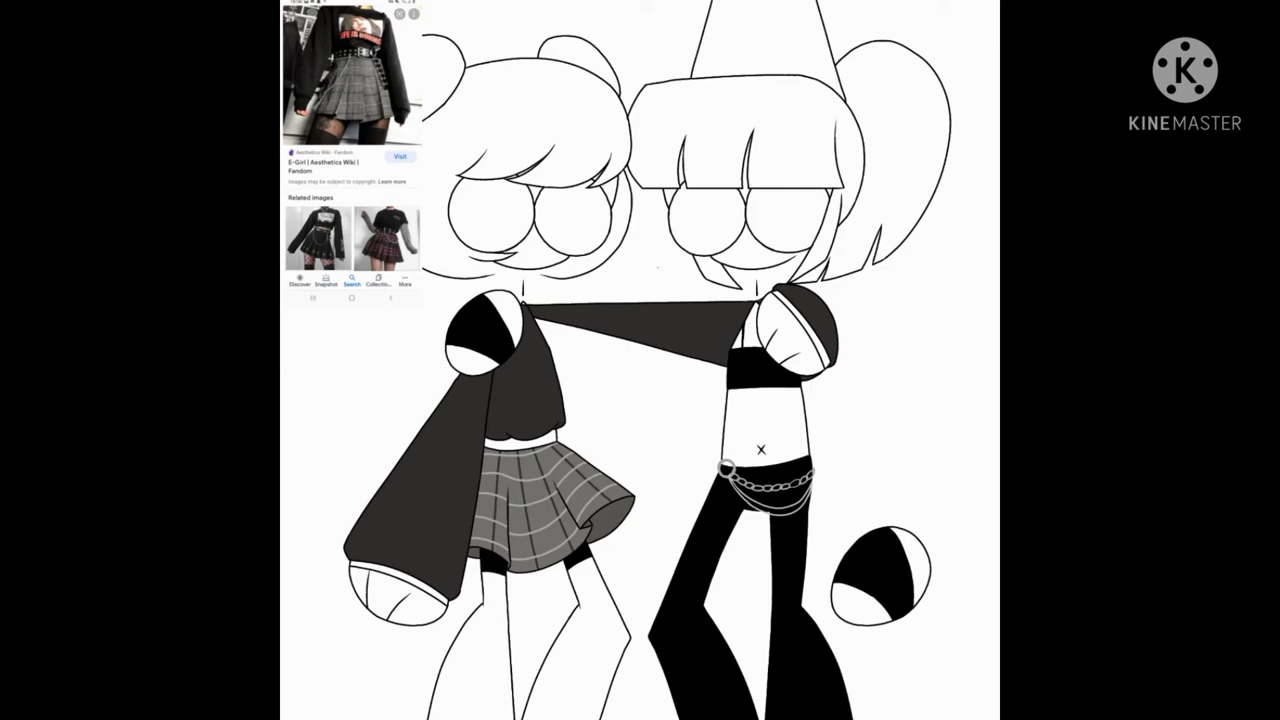 Aesthetics Wiki · Fandom
E-Girl | Aesthetics Wiki |
Fandom
Visit
Images may be subject to copyright. Learn more
Related images
Discover Snapshot Search Collectio... More
K
KINEMASTER